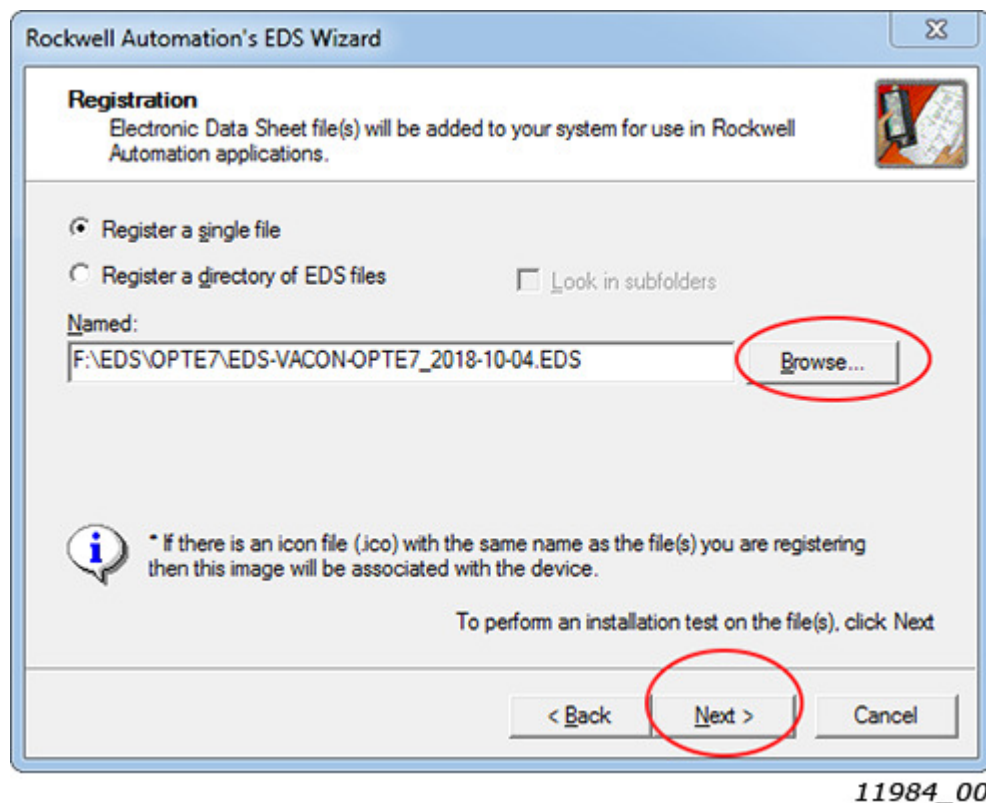 Rockwell Automation's EDS Wizard
Registration
Electronic Data Sheet file(s) will be added to your system for use in Rockwell
Automation applications.
Register a single file
Register a directory of EDS files
Look in subfolders
Named:
F:\EDS\OPTE7\EDS-VACON-OPTE7_2018-10-04.EDS
Browse...
* If there is an icon file (.ico) with the same name as the file(s) you are registering
then this image will be associated with the device.
To perform an installation test on the file(s), click Next
< Back
Next >
Cancel
11984_00